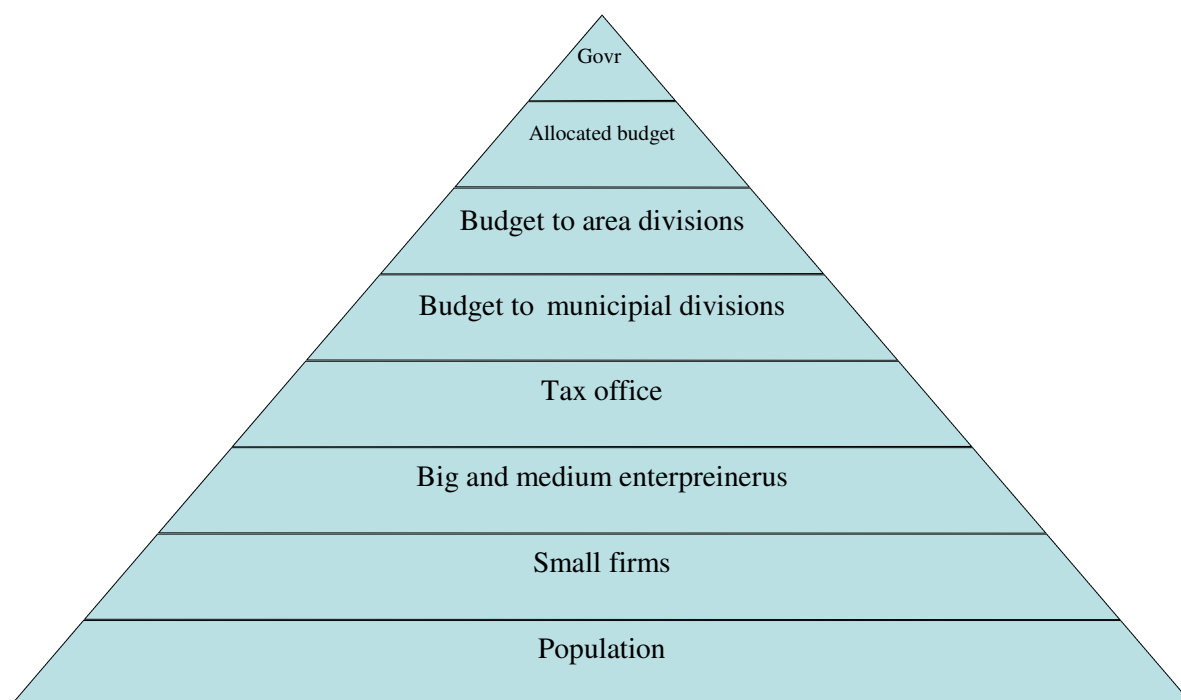 Govr
Allocated budget
Budget to area divisions
Budget to  municipial divisions
Tax office
Big and medium enterpreinerus
Small firms
Population